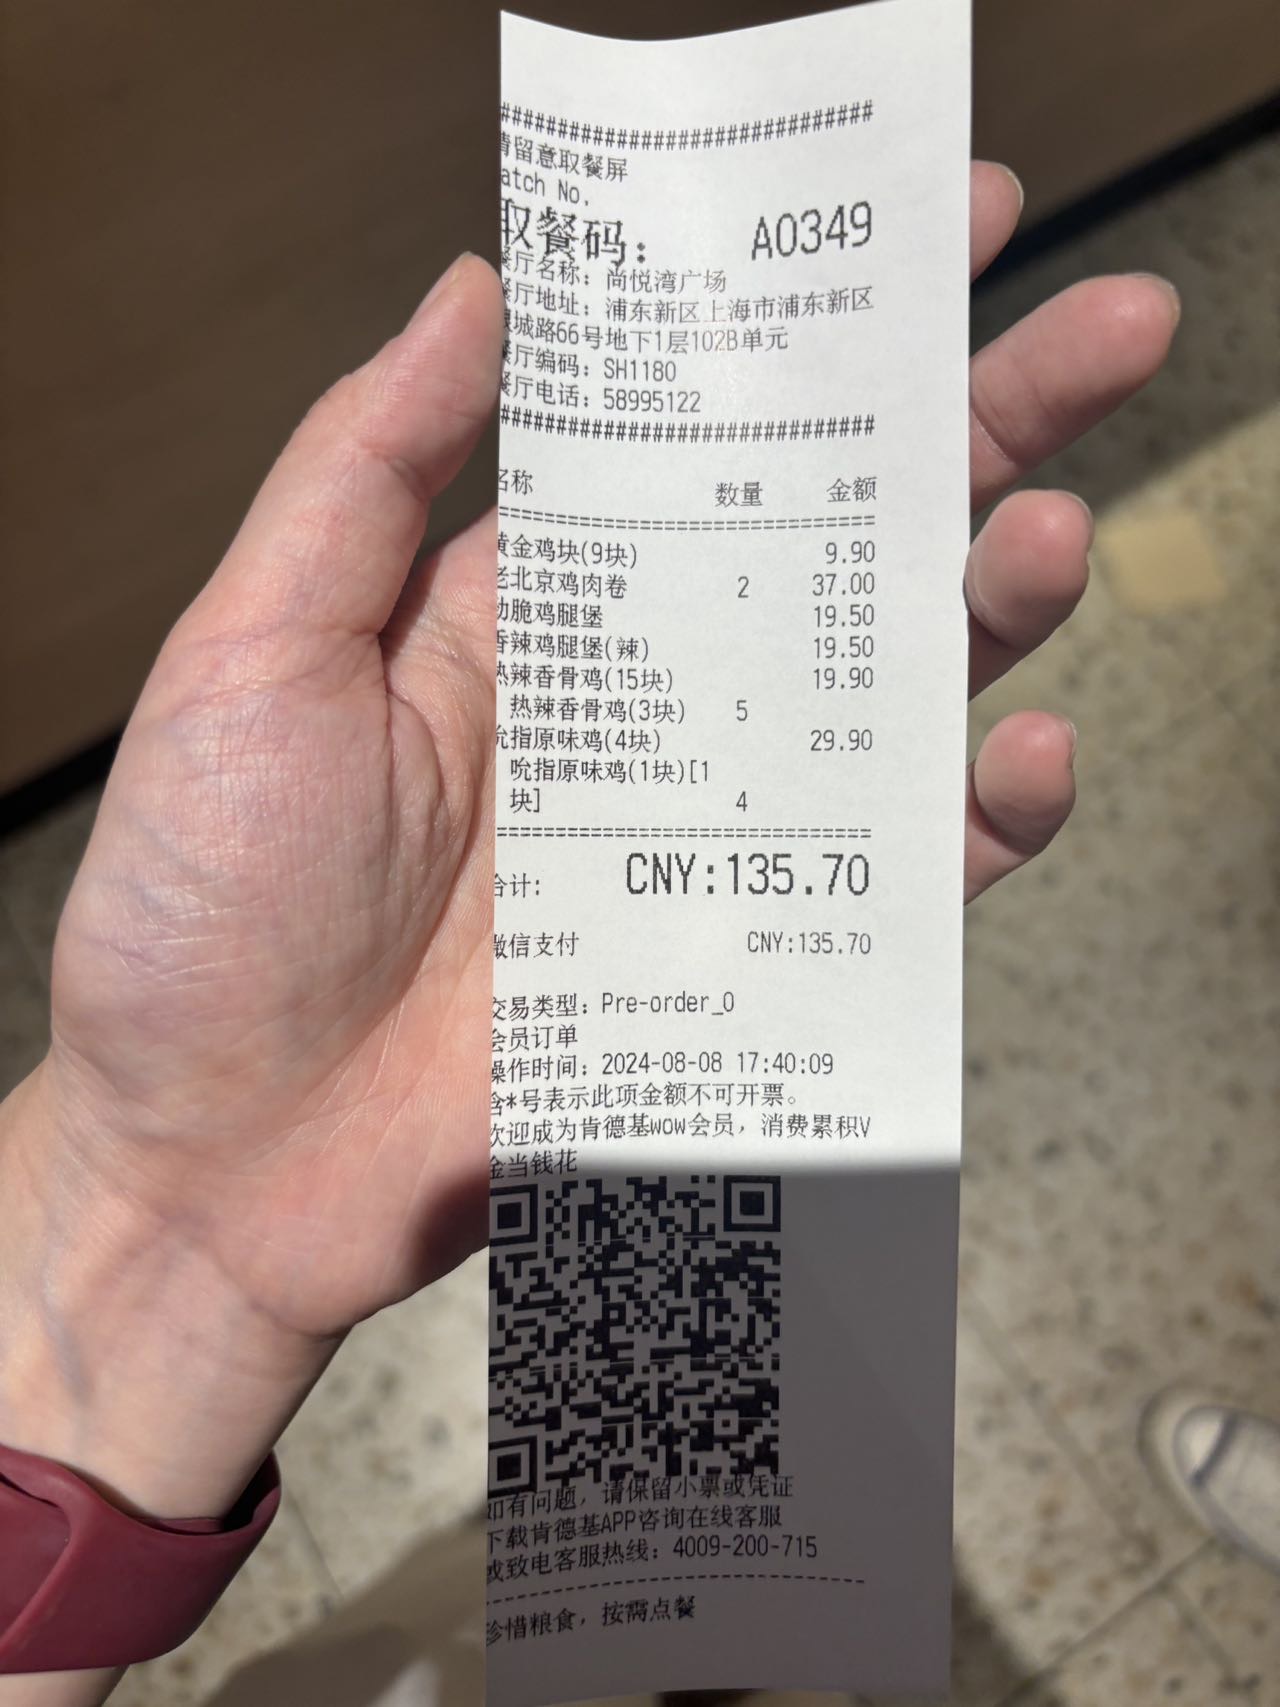 ##############################
请留意取餐屏
atch No.
取餐码： A0349
餐厅名称：尚悦湾广场
餐厅地址：浦东新区上海市浦东新区
银城路66号地下1层102B单元
餐厅编码：SH1180
餐厅电话：58995122
##############################
名称 数量 金额
==============================
黄金鸡块(9块) 9.90
老北京鸡肉卷 2 37.00
劲脆鸡腿堡 19.50
香辣鸡腿堡(辣) 19.50
热辣香骨鸡(15块) 19.90
热辣香骨鸡(3块) 5
吮指原味鸡(4块) 29.90
吮指原味鸡(1块)[1
块] 4
==============================
合计: CNY:135.70
微信支付 CNY:135.70
交易类型：Pre-order_O
会员订单
操作时间：2024-08-08 17:40:09
含*号表示此项金额不可开票。
欢迎成为肯德基wow会员，消费累积V
金当钱花
如有问题，请保留小票或凭证
下载肯德基APP咨询在线客服
或致电客服热线：4009-200-715
------------------------------
珍惜粮食，按需点餐